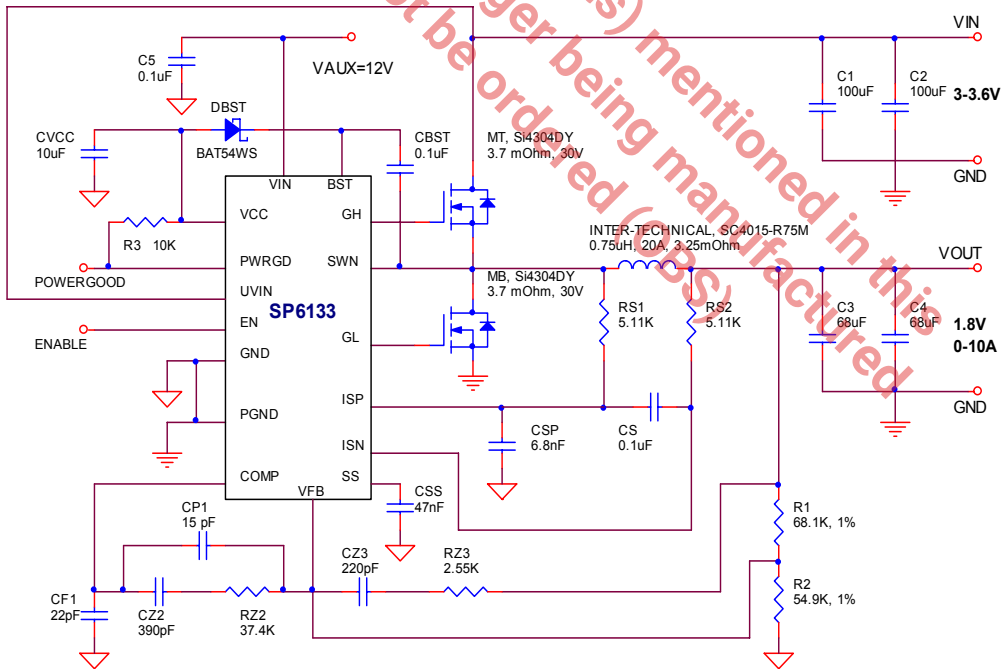 ns) mentioned in this
ger being manufactured
t be ordered (OBS)
VIN
C5
0.1uF
VAUX=12V
C1
100uF
C2
100uF
3-3.6V
DBST
BAT54WS
CVCC
10uF
CBST
0.1uF
MT, Si4304DY
3.7 mOhm, 30V
GND
VIN
BST
VCC
GH
R3 10K
INTER-TECHNICAL, SC4015-R75M
0.75uH, 20A, 3.25mOhm
PWRGD
SWN
VOUT
POWERGOOD
UVIN
MB, Si4304DY
3.7 mOhm, 30V
SP6133
RS1
5.11K
RS2
5.11K
C3
68uF
C4
68uF
1.8V
0-10A
EN
ENABLE
GL
GND
ISP
GND
PGND
CSP
6.8nF
CS
0.1uF
ISN
COMP
SS
VFB
CSS
47nF
CP1
15 pF
R1
68.1K, 1%
CZ3
220pF
RZ3
2.55K
CF1
22pF
CZ2
390pF
RZ2
37.4K
R2
54.9K, 1%